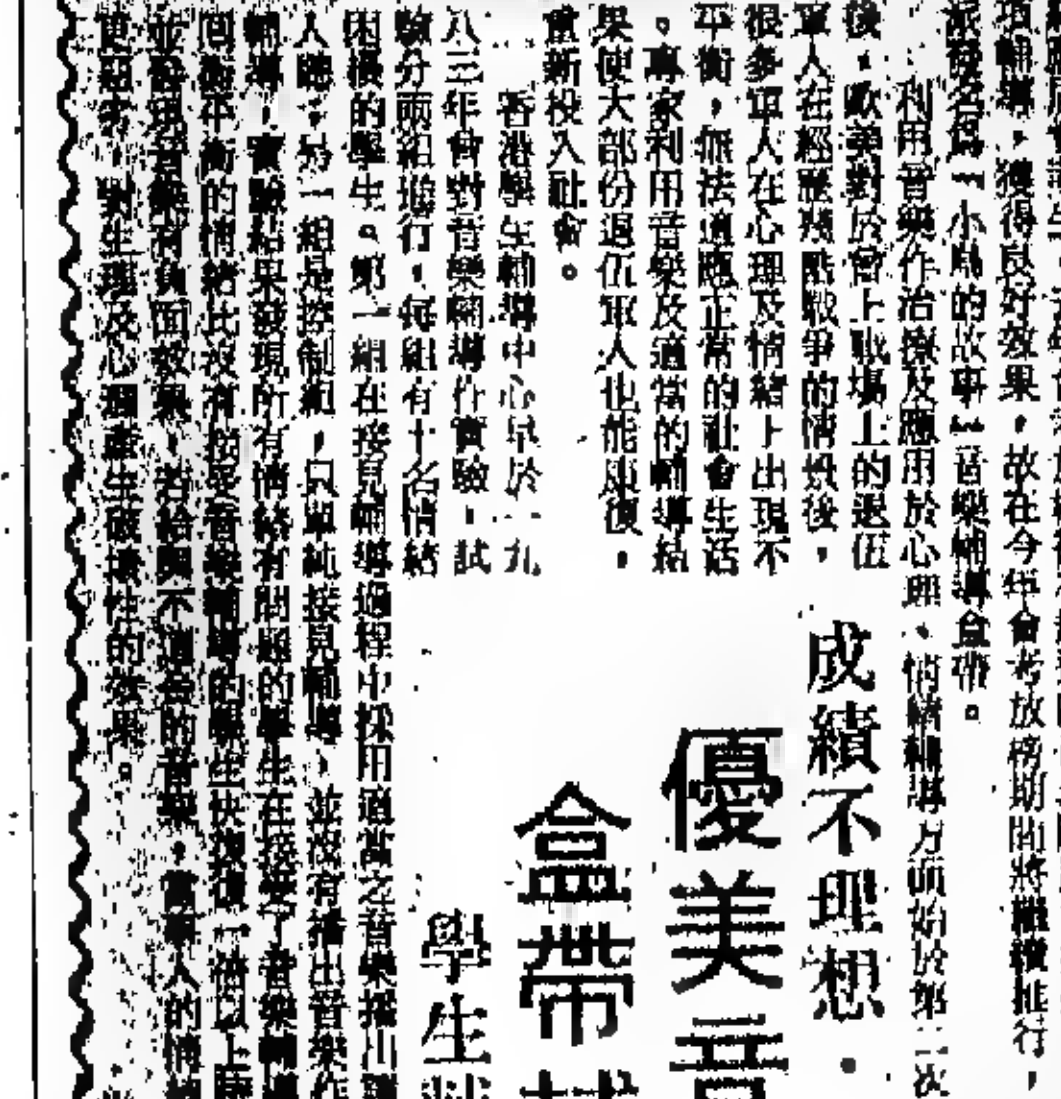 項輔導，獲得良好效果，故在今年會考放榜期間將繼續推行，
派發名為「小島的故事」音樂輔導盒帶。
利用音樂作治療及應用於心理、情緒輔導方面始於第二次
後，歐美對於曾上戰場上的退伍
軍人在經歷殘酷戰爭的情況後，
很多軍人在心理及情緒上出現不
平衡，無法適應正常的社會生活
。專家利用音樂及適當的輔導結
果使大部份退伍軍人也能康復，
重新投入社會。
香港學生輔導中心早於一九
八三年曾對音樂輔導作實驗，試
驗分兩組進行，每組有十名情緒
困擾的學生。第一組在接見輔導過程中採用適當之音樂播出
人聽；另一組是控制組，只單純接見輔導，並沒有播出音樂作
輔導，實驗結果發現所有情緒有問題的學生在接受了音樂輔導
平衡的情緒比沒有接受音樂輔導的學生快
並發現音樂有負面效果，若給與不適合的音樂，當事人的情
對生理及心理產生破壞性的效果。
成績不理想．
優美音
盒帶
學生